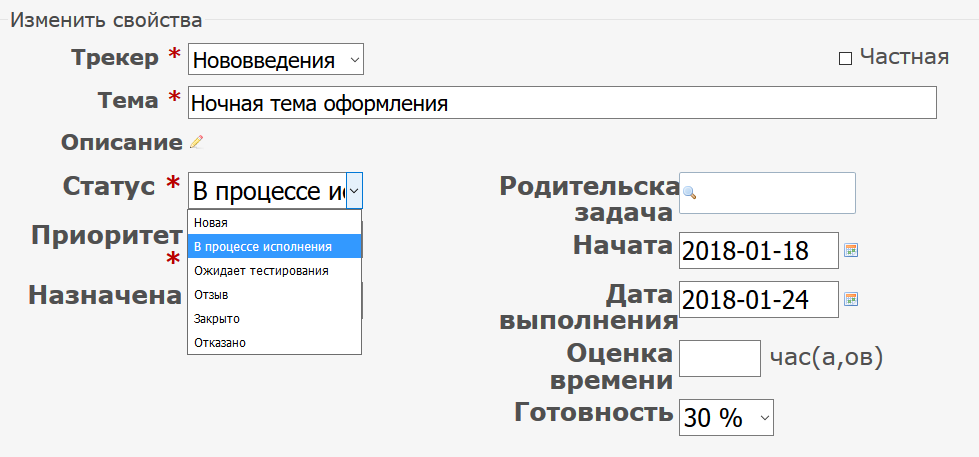 Изменить свойства
Трекер * Нововведения
Частная
Тема * Ночная тема оформления
Описание
Статус * В процессе ис
Новая
В процессе исполнения
Ожидает тестирования
Отзыв
Закрыто
Отказано
Приоритет
*
Назначена
Родительска
задача
Начата 2018-01-18
Дата
выполнения 2018-01-24
Оценка
времени час(а,ов)
Готовность 30 %